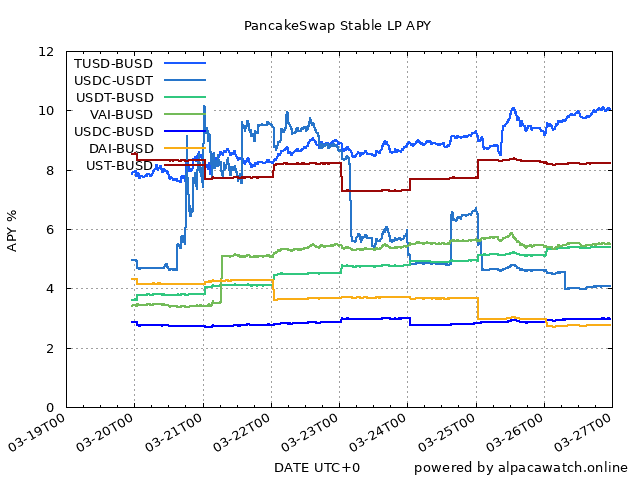 PancakeSwap Stable LP APY
APY %
12
10
8
6
4
2
0
TUSD-BUSD
USDC-USDT
USDT-BUSD
VAI-BUSD
USDC-BUSD
DAI-BUSD
UST-BUSD
03-19T00
03-20T00
03-21T00
03-22T00
03-23T00
03-24T00
03-25T00
03-26T00
03-27T00
DATE UTC+0
powered by alpacawatch.online